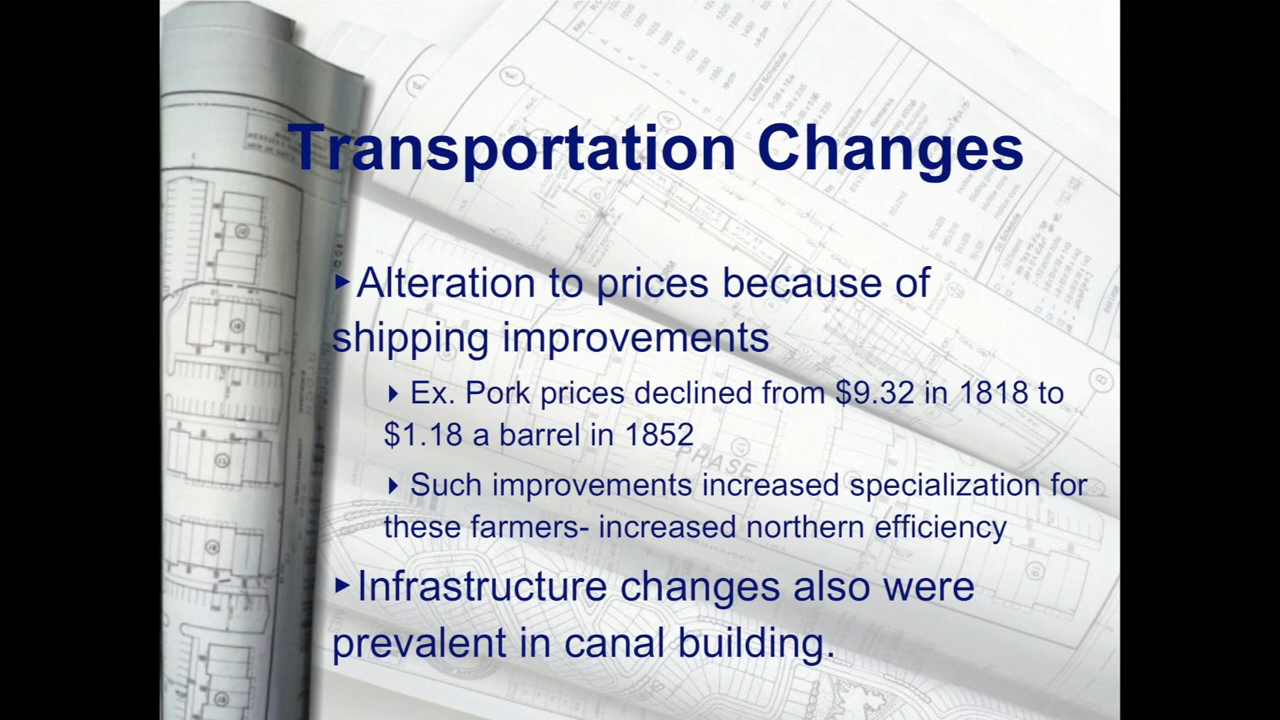 Transportation Changes
‣Alteration to prices because of
shipping improvements
‣ Ex. Pork prices declined from $9.32 in 1818 to
$1.18 a barrel in 1852
‣ Such improvements increased specialization for
these farmers- increased northern efficiency
‣Infrastructure changes also were
prevalent in canal building.
PHASE